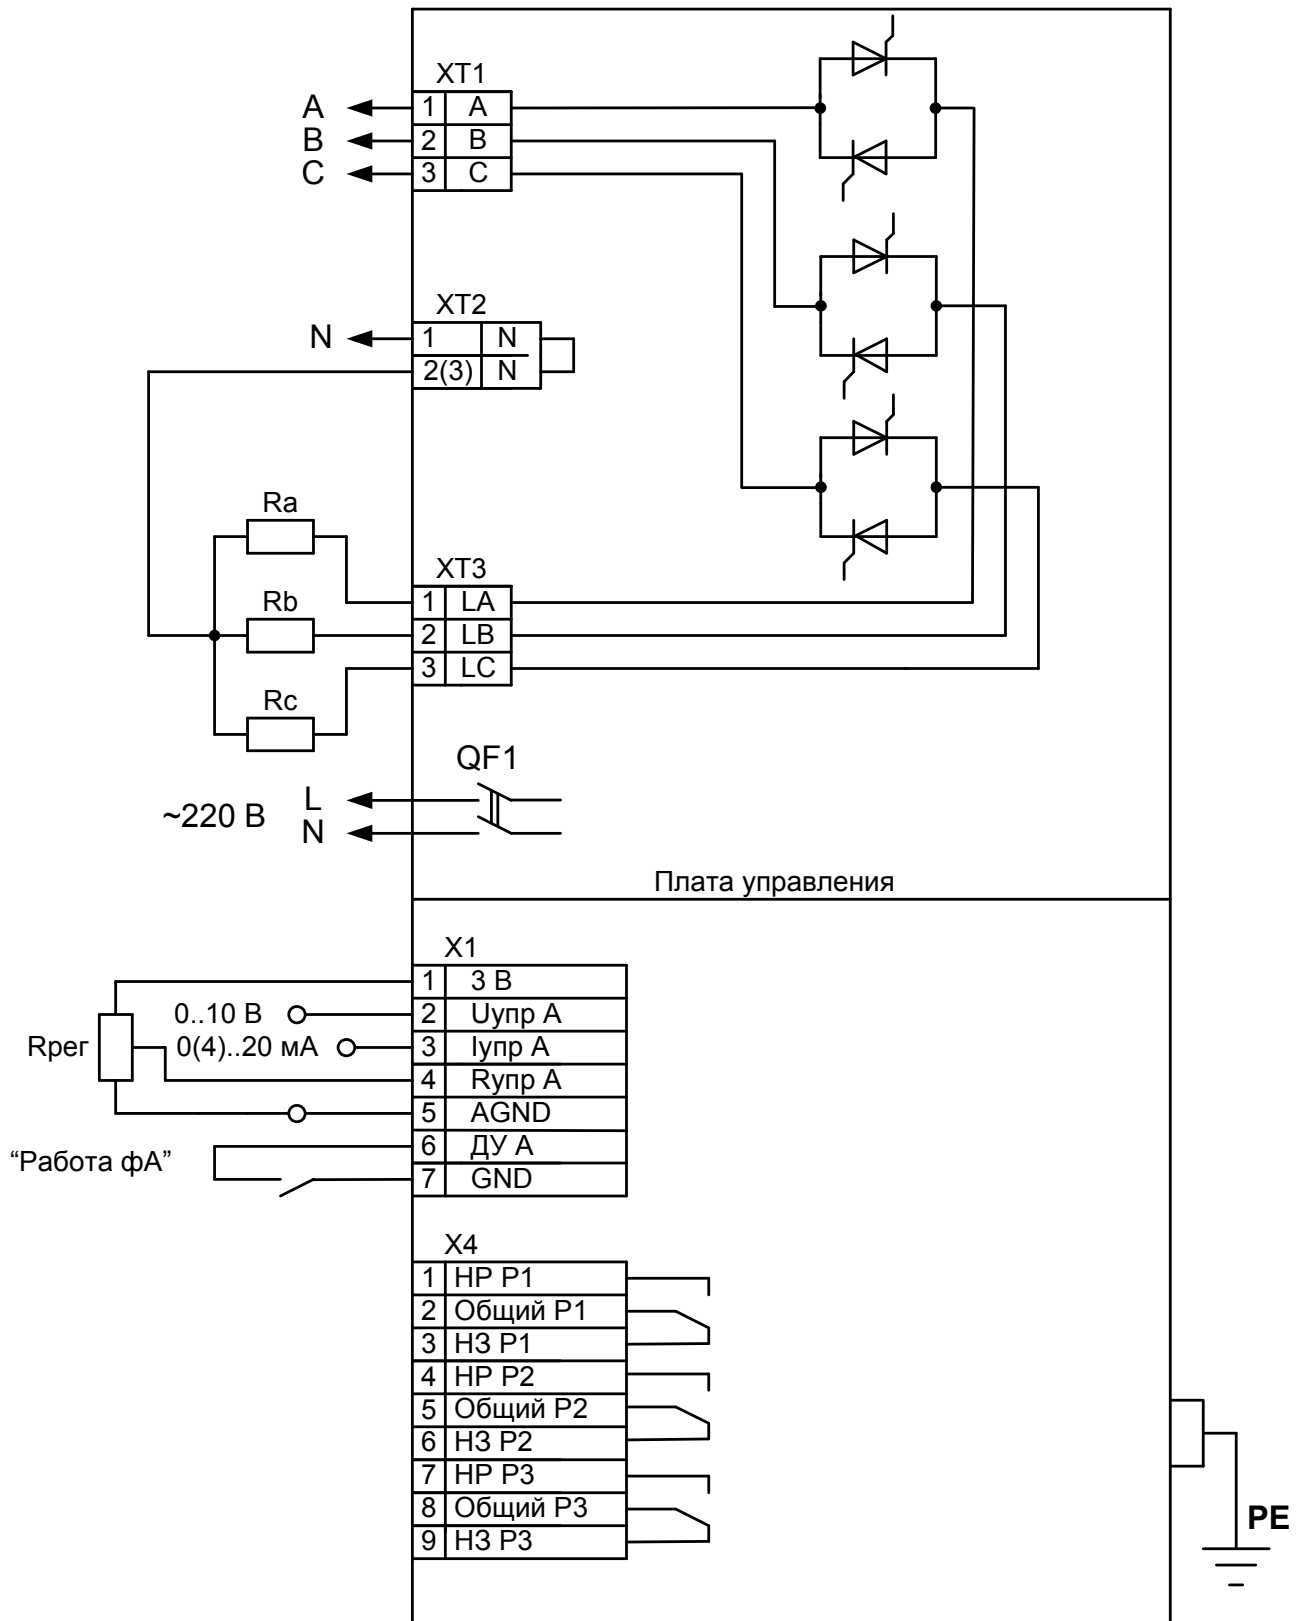 XT1
A 1 A
B 2 B
C 3 C
XT2
N 1 N
2(3) N
Ra
XT3
1 LA
Rb 2 LB
3 LC
Rc
QF1
~220 В L
N
Плата управления
X1
1 3 В
0..10 В 2 Uупр А
Rрег 0(4)..20 мА 3 Iупр А
4 Rупр А
5 AGND
6 ДУ А
“Работа фА” 7 GND
X4
1 НР Р1
2 Общий Р1
3 НЗ Р1
4 НР Р2
5 Общий Р2
6 НЗ Р2
7 НР Р3
8 Общий Р3
9 НЗ Р3
PE